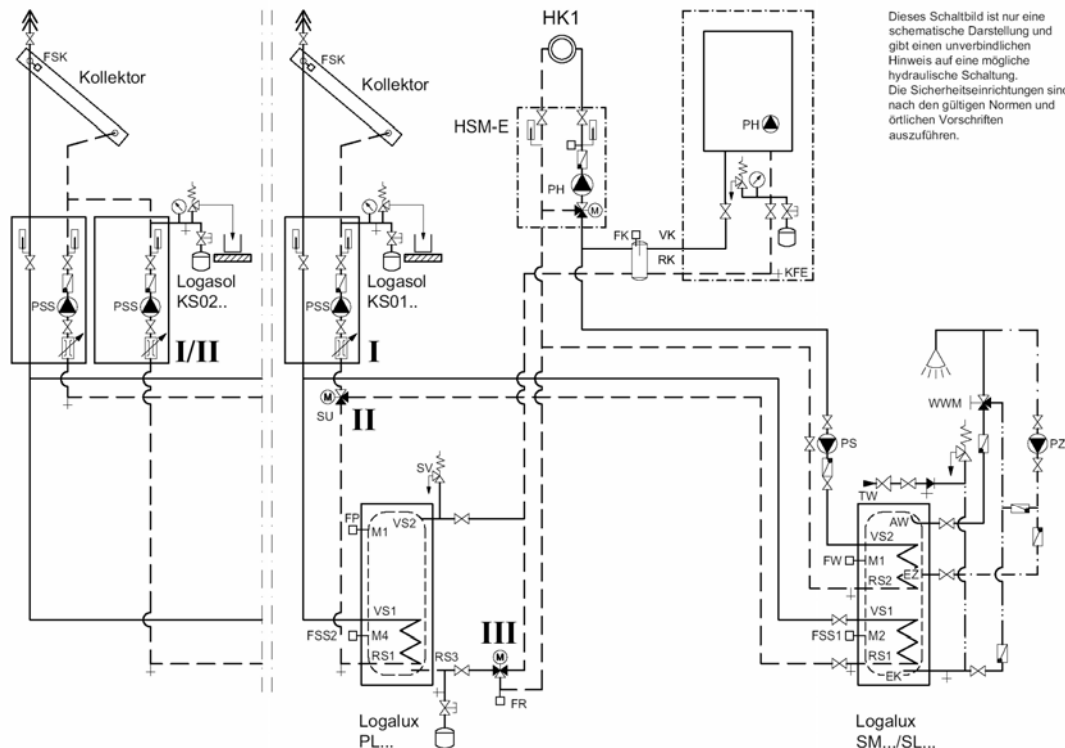 HK1
Dieses Schaltbild ist nur eine
schematische Darstellung und
gibt einen unverbindlichen
Hinweis auf eine mögliche
hydraulische Schaltung.
Die Sicherheitseinrichtungen sind
nach den gültigen Normen und
örtlichen Vorschriften
auszuführen.
FSK
Kollektor
FSK
Kollektor
HSM-E
PH
PH
M
FK
VK
RK
KFE
Logasol
KS02..
Logasol
KS01..
PSS
PSS
PSS
I/II
I
M
SU
II
WWM
PS
PZ
SV
TW
FP
M1
VS2
AW
VS2
FW
M1
EZ
RS2
VS1
VS1
FSS2
M4
RS1
RS3
III
M
FR
FSS1
M2
RS1
EK
Logalux
PL...
Logalux
SM.../SL...